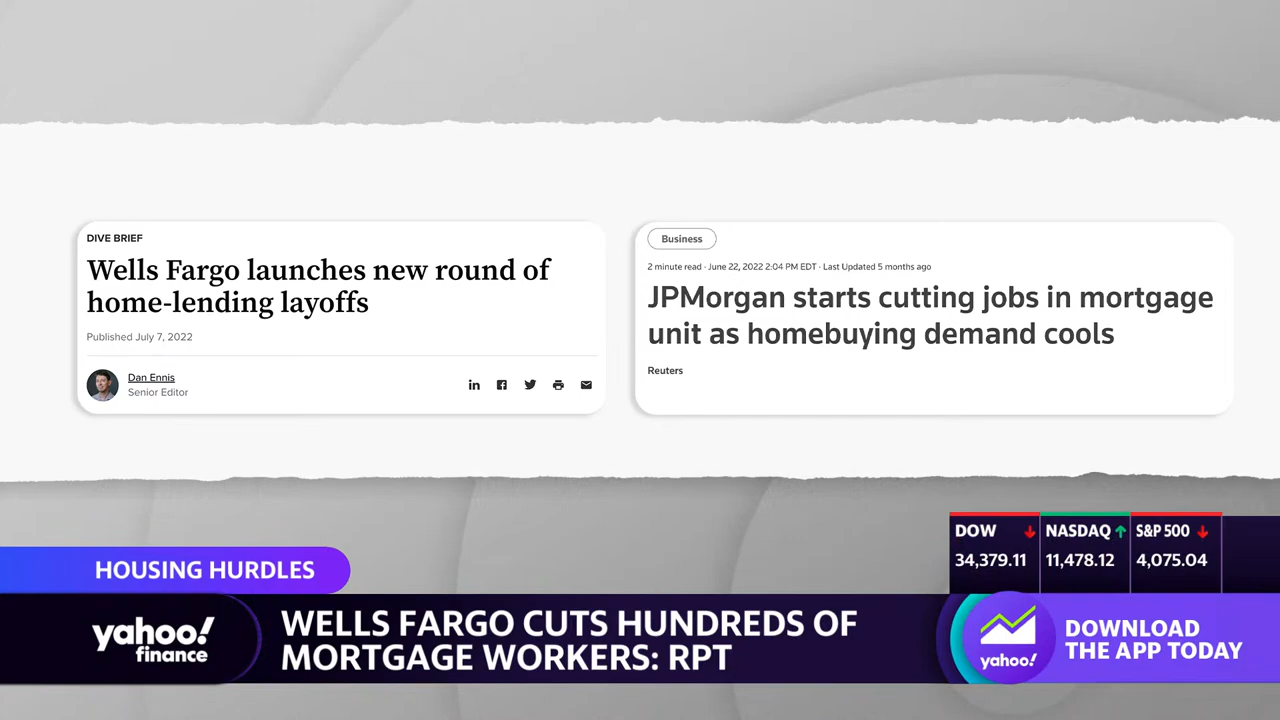 DIVE BRIEF
Wells Fargo launches new round of
home-lending layoffs
Published July 7, 2022
Dan Ennis
Senior Editor
Business
2 minute read · June 22, 2022 2:04 PM EDT · Last Updated 5 months ago
JPMorgan starts cutting jobs in mortgage
unit as homebuying demand cools
Reuters
DOW
34,379.11
NASDAQ
11,478.12
S&P 500
4,075.04
HOUSING HURDLES
yahoo!
finance
WELLS FARGO CUTS HUNDREDS OF
MORTGAGE WORKERS: RPT
yahoo!
DOWNLOAD
THE APP TODAY